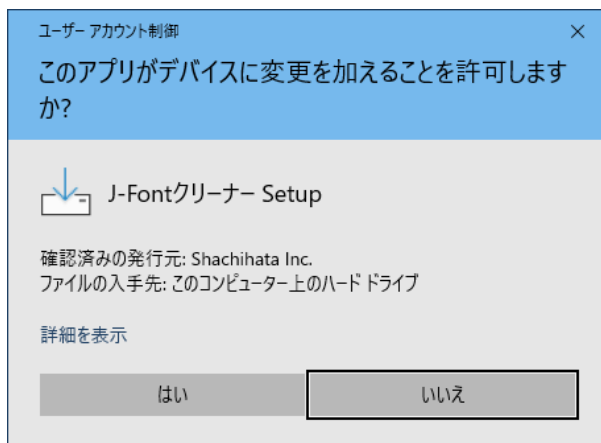 ユーザー アカウント制御
このアプリがデバイスに変更を加えることを許可します
か?
J-Fontクリーナー Setup
確認済みの発行元: Shachihata Inc.
ファイルの入手先: このコンピューター上のハード ドライブ
詳細を表示
はい
いいえ